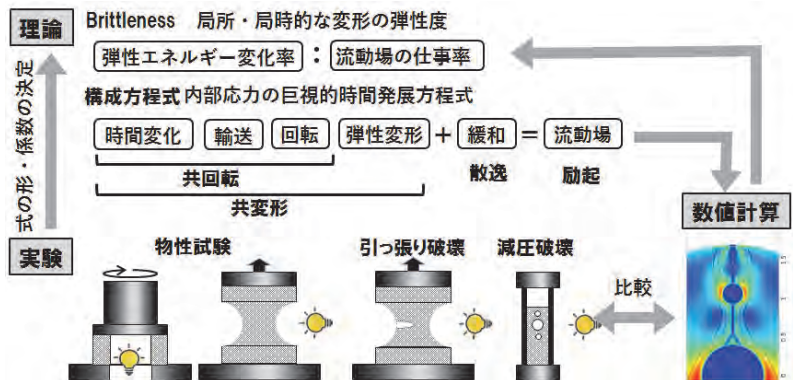 理論
Brittleness 局所・局時的な変形の弾性度
弾性エネルギー変化率 : 流動場の仕事率
構成方程式 内部応力の巨視的時間発展方程式
時間変化 輸送 回転 弾性変形 + 緩和 = 流動場
共回転
散逸
励起
共変形
式の形・係数の決定
数値計算
実験
物性試験
引っ張り破壊
減圧破壊
比較